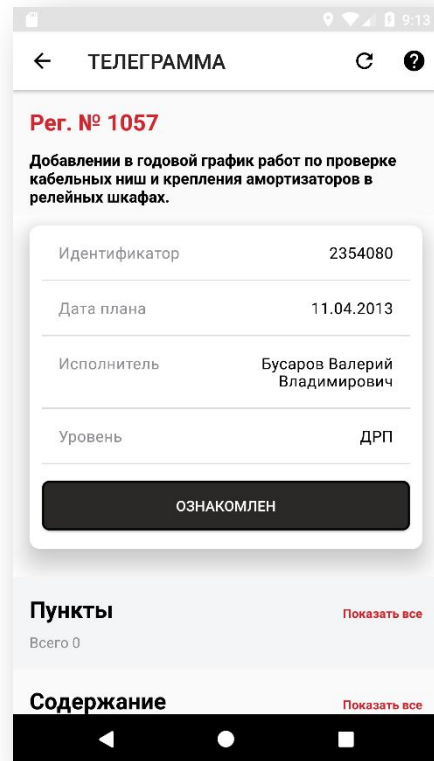 9:13
ТЕЛЕГРАММА
Рег. № 1057
Добавлении в годовой график работ по проверке
кабельных ниш и крепления амортизаторов в
релейных шкафах.
Идентификатор 2354080
Дата плана 11.04.2013
Исполнитель Бусаров Валерий
Владимирович
Уровень ДРП
ОЗНАКОМЛЕН
Пункты Показать все
Всего 0
Содержание Показать все